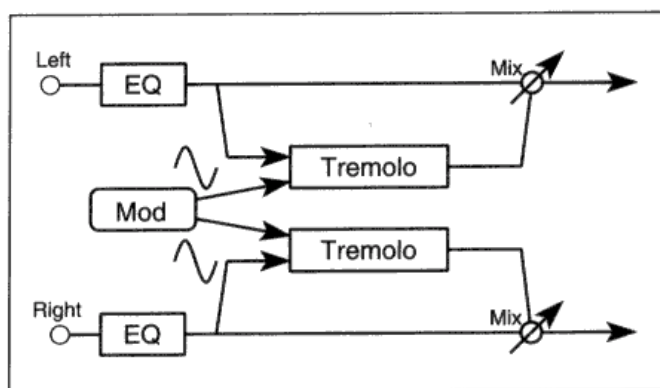 Left
EQ
Mix
Tremolo
Mod
Tremolo
Right
EQ
Mix